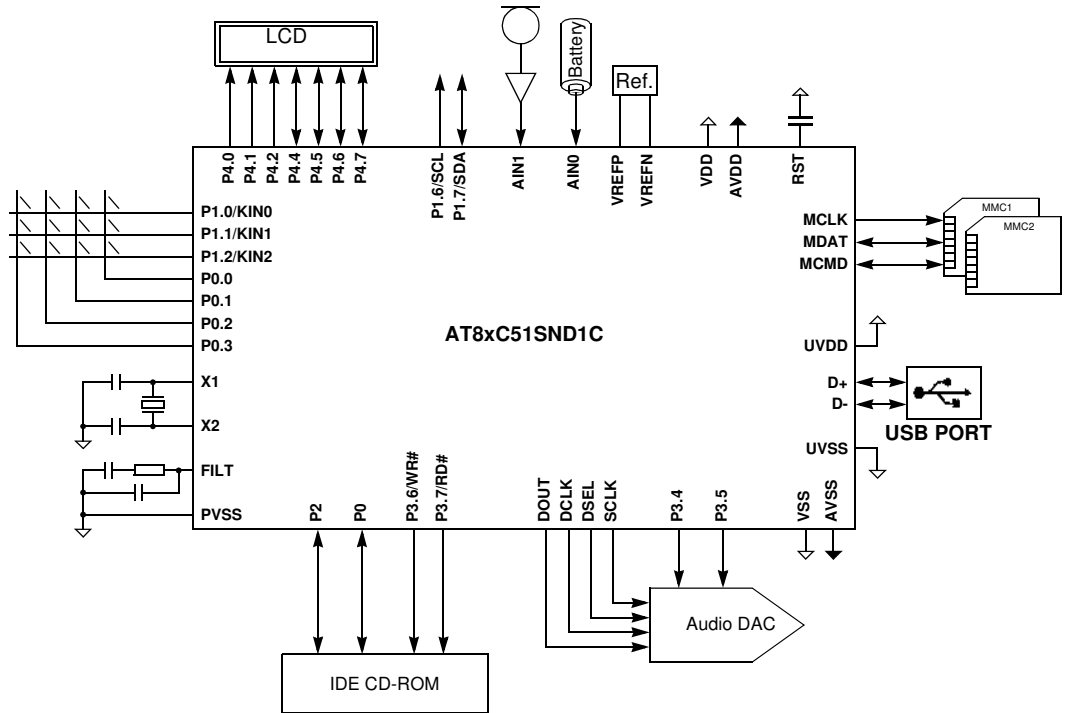 LCD
Battery
Ref.
P4.0
P4.1
P4.2
P4.4
P4.5
P4.6
P4.7
P1.6/SCL
P1.7/SDA
AIN1
AIN0
VREFP
VREFN
VDD
AVDD
RST
P1.0/KIN0
P1.1/KIN1
P1.2/KIN2
P0.0
P0.1
P0.2
P0.3
X1
X2
FILT
PVSS
AT8xC51SND1C
MCLK
MDAT
MCMD
MMC1
MMC2
UVDD
D+
D-
USB PORT
UVSS
P2
P0
P3.6/WR#
P3.7/RD#
DOUT
DCLK
DSEL
SCLK
P3.4
P3.5
VSS
AVSS
Audio DAC
IDE CD-ROM